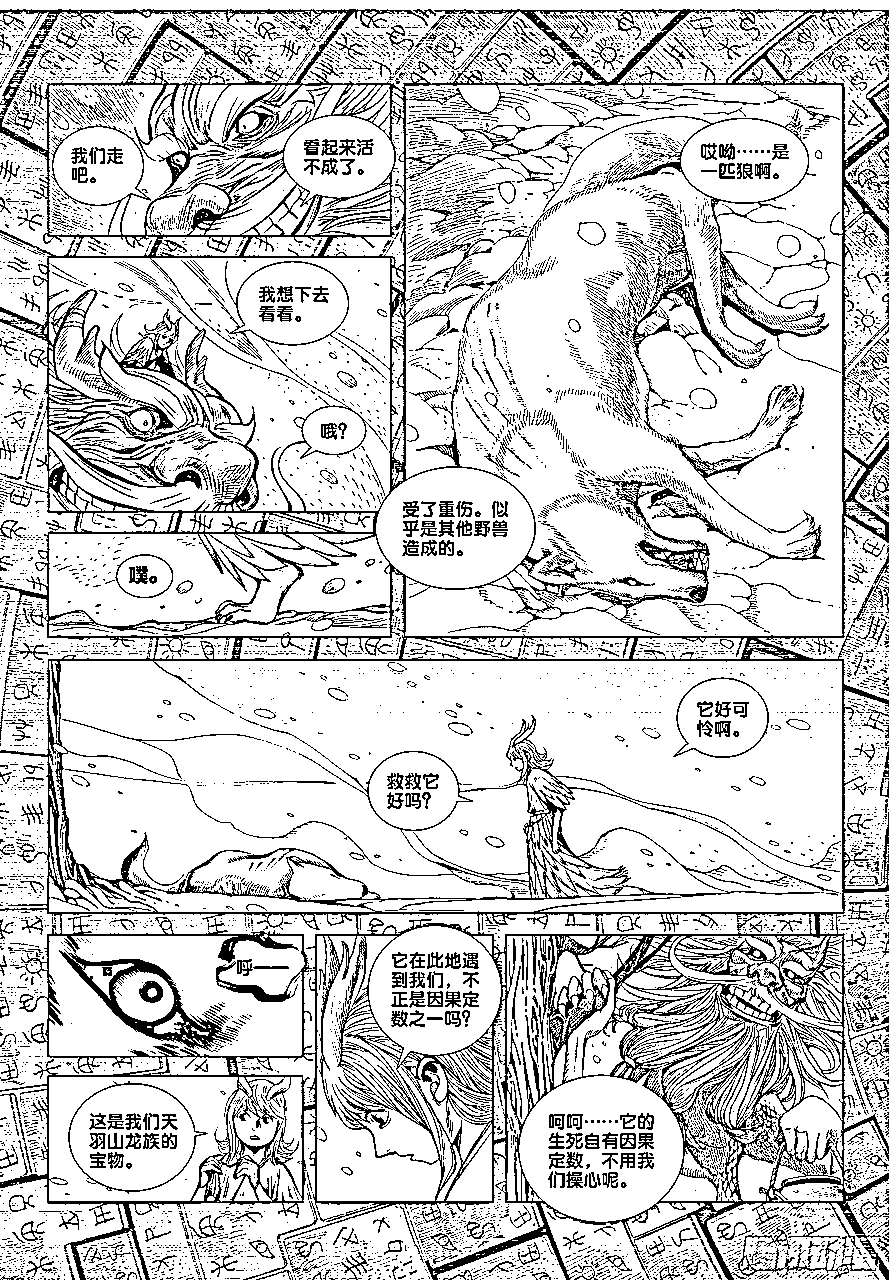 哎呦……是
一匹狼啊。
受了重伤。似
乎是其他野兽
造成的。
看起来活
不成了。
我们走
吧。
我想下去
看看。
哦？
噗。
它好可
怜啊。
救救它
好吗？
呵呵……它的
生死自有因果
定数，不用我
们操心呢。
它在此地遇
到我们，不
正是因果定
数之一吗？
呼——
这是我们天
羽山龙族的
宝物。